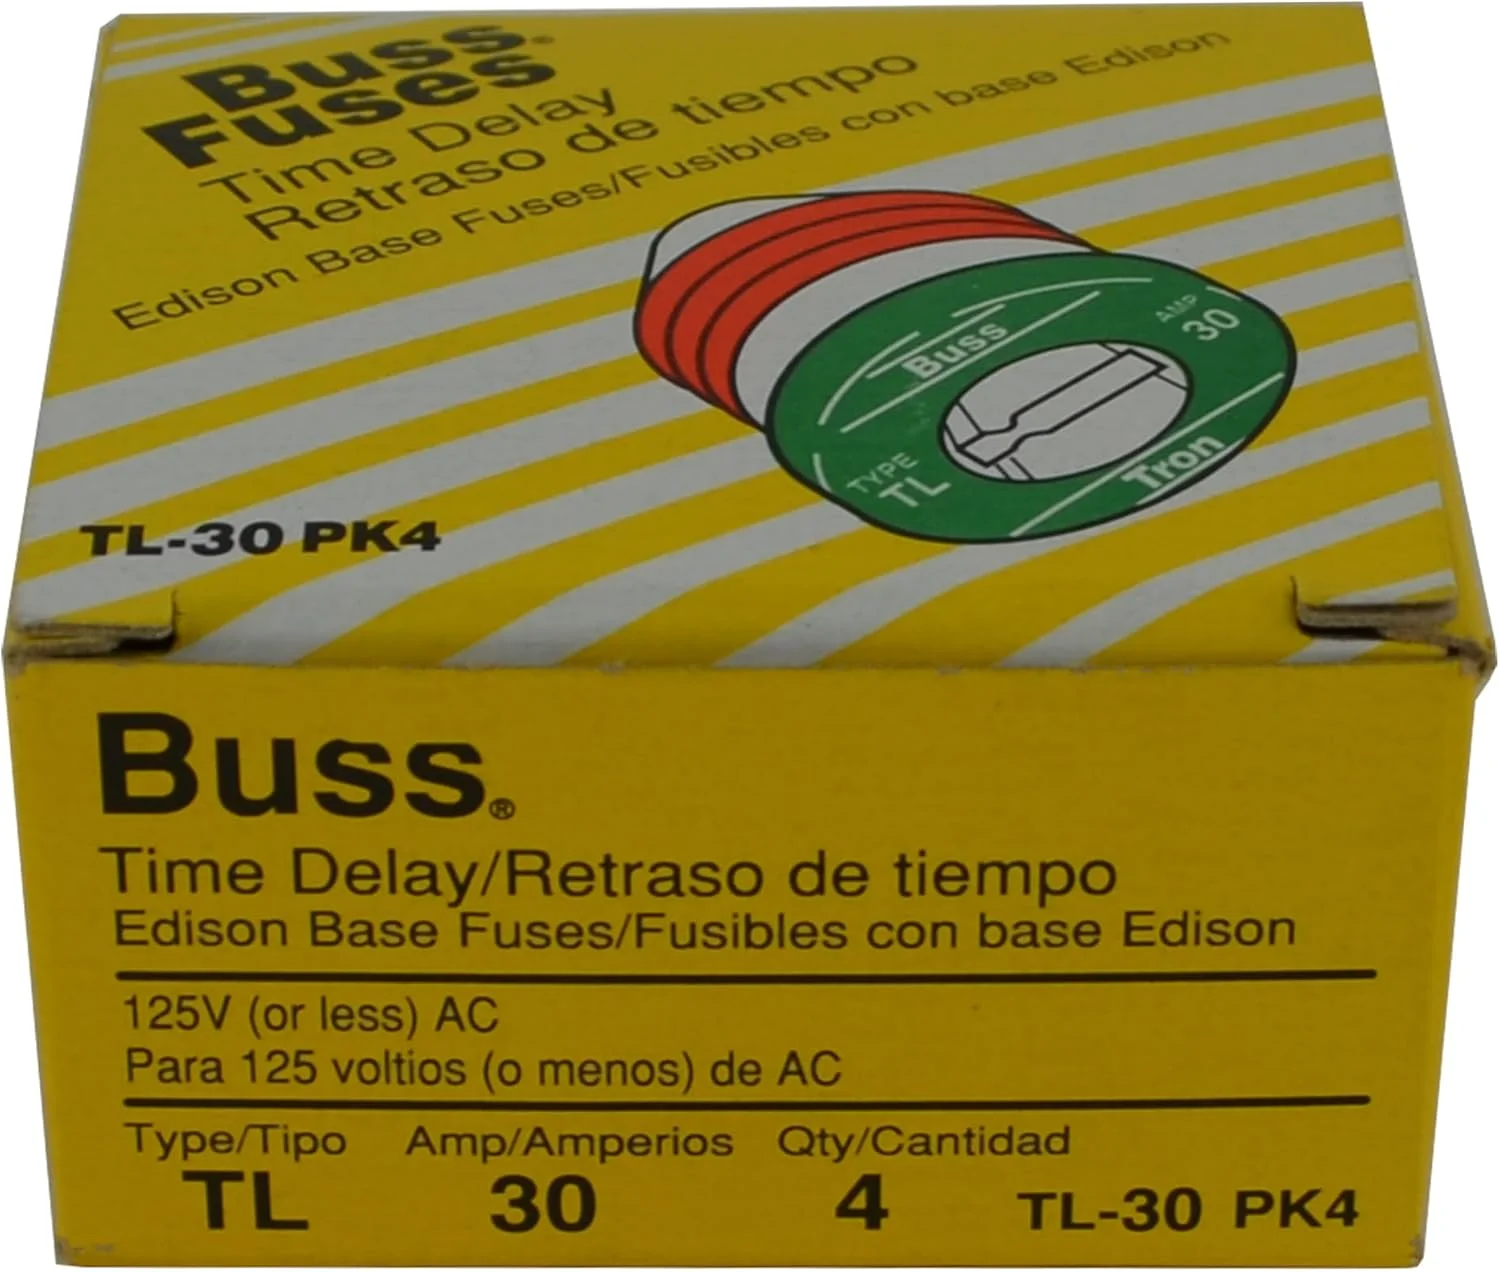 Buss®
Fuses
Time Delay
Retraso de tiempo
Edison Base Fuses/Fusibles con base Edison
Buss
AMP
30
TYPE
TL
Tron
TL-30 PK4
Buss®
Time Delay/Retraso de tiempo
Edison Base Fuses/Fusibles con base Edison
125V (or less) AC
Para 125 voltios (o menos) de AC
Type/Tipo Amp/Amperios Qty/Cantidad
TL 30 4 TL-30 PK4